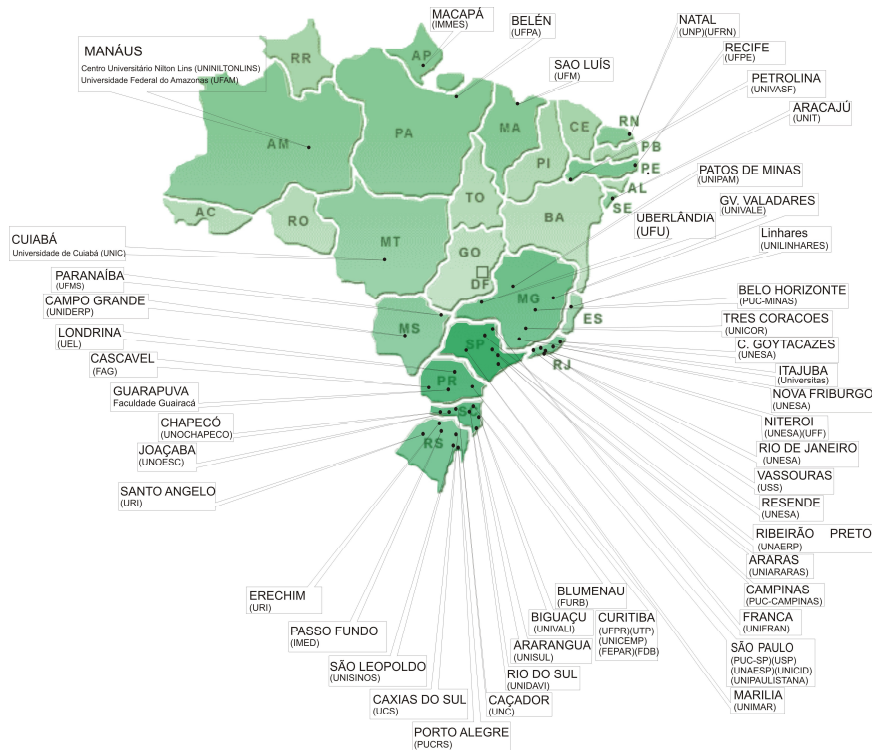 MACAPÁ
(IMMES)
BELÉN
(UFPA)
NATAL
(UNP)(UFRN)
RECIFE
(UFPE)
MANÁUS
Centro Universitário Nilton Lins (UNINILTONLINS)
Universidade Federal do Amazonas (UFAM)
SAO LUÍS
(UFM)
PETROLINA
(UNIVASF)
ARACAJÚ
(UNIT)
RR
AP
AM
PA
MA
CE
RN
PB
PE
PI
AL
SE
AC
RO
TO
BA
MT
GO
DF
MG
ES
MS
SP
RJ
PR
SC
RS
PATOS DE MINAS
(UNIPAM)
GV. VALADARES
(UNIVALE)
UBERLÂNDIA
(UFU)
Linhares
(UNILINHARES)
CUIABÁ
Universidade de Cuiabá (UNIC)
PARANAÍBA
(UFMS)
CAMPO GRANDE
(UNIDERP)
LONDRINA
(UEL)
CASCAVEL
(FAG)
GUARAPUVA
Faculdade Guairacá
CHAPECÓ
(UNOCHAPECO)
JOAÇABA
(UNOESC)
SANTO ANGELO
(URI)
BELO HORIZONTE
(PUC-MINAS)
TRES CORACOES
(UNICOR)
C. GOYTACAZES
(UNESA)
ITAJUBA
(Universitas)
NOVA FRIBURGO
(UNESA)
NITEROI
(UNESA)(UFF)
RIO DE JANEIRO
(UNESA)
VASSOURAS
(USS)
RESENDE
(UNESA)
RIBEIRÃO PRETO
(UNAERP)
ARARAS
(UNIARARAS)
CAMPINAS
(PUC-CAMPINAS)
FRANCA
(UNIFRAN)
SÃO PAULO
(PUC-SP)(USP)
(UNAESP)(UNICID)
(UNIPAULISTANA)
MARILIA
(UNIMAR)
ERECHIM
(URI)
PASSO FUNDO
(IMED)
SÃO LEOPOLDO
(UNISINOS)
CAXIAS DO SUL
(UCS)
PORTO ALEGRE
(PUCRS)
CAÇADOR
(UNC)
RIO DO SUL
(UNIDAVI)
ARARANGUA
(UNISUL)
BIGUAÇU
(UNIVALI)
BLUMENAU
(FURB)
CURITIBA
(UFPR)(UTP)
(UNICEMP)
(FEPAR)(FDB)